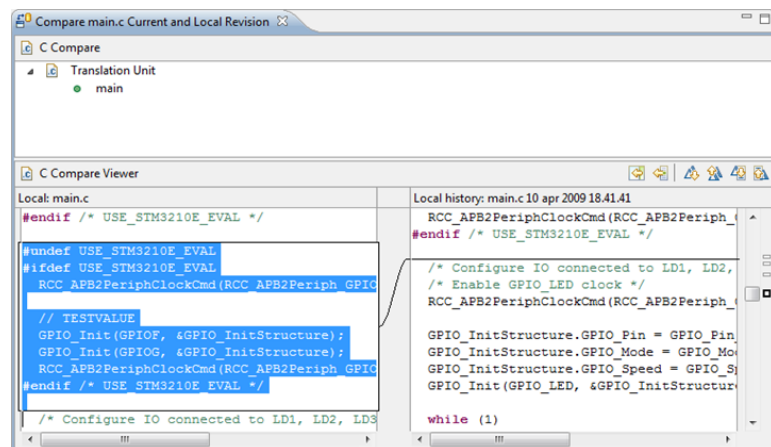 Compare main.c Current and Local Revision
C Compare
Translation Unit
main
C Compare Viewer
Local: main.c
#endif /* USE_STM3210E_EVAL */
#undef USE_STM3210E_EVAL
#ifdef USE_STM3210E_EVAL
RCC_APB2PeriphClockCmd(RCC_APB2Periph_GPIO
// TESTVALUE
GPIO_Init(GPIOF, &GPIO_InitStructure);
GPIO_Init(GPIOG, &GPIO_InitStructure);
RCC_APB2PeriphClockCmd(RCC_APB2Periph_GPIO
#endif /* USE_STM3210E_EVAL */
/* Configure IO connected to LD1, LD2, LD3
Local history: main.c 10 apr 2009 18.41.41
RCC_APB2PeriphClockCmd(RCC_APB2Periph_
#endif /* USE_STM3210E_EVAL */
/* Configure IO connected to LD1, LD2,
/* Enable GPIO_LED clock */
RCC_APB2PeriphClockCmd(RCC_APB2Periph_
GPIO_InitStructure.GPIO_Pin = GPIO_Pin_
GPIO_InitStructure.GPIO_Mode = GPIO_Mo
GPIO_InitStructure.GPIO_Speed = GPIO_Sp
GPIO_Init(GPIO_LED, &GPIO_InitStructur
while (1)